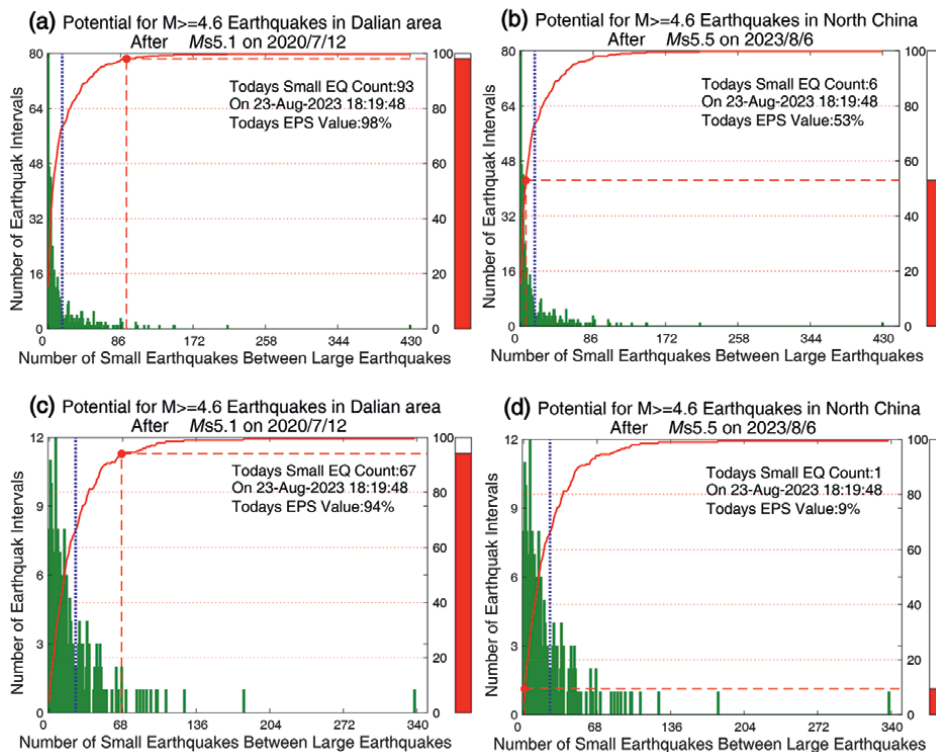 (a) Potential for M>=4.6 Earthquakes in Dalian area
After Ms5.1 on 2020/7/12
80
64
48
32
16
0
Number of Earthquak Intervals
100
80
60
40
20
0
Todays Small EQ Count:93
On 23-Aug-2023 18:19:48
Todays EPS Value:98%
0 86 172 258 344 430
Number of Small Earthquakes Between Large Earthquakes
(b) Potential for M>=4.6 Earthquakes in North China
After Ms5.5 on 2023/8/6
80
64
48
32
16
0
Number of Earthquak Intervals
100
80
60
40
20
0
Todays Small EQ Count:6
On 23-Aug-2023 18:19:48
Todays EPS Value:53%
0 86 172 258 344 430
Number of Small Earthquakes Between Large Earthquakes
(c) Potential for M>=4.6 Earthquakes in Dalian area
After Ms5.1 on 2020/7/12
12
9
6
3
0
Number of Earthquak Intervals
100
80
60
40
20
0
Todays Small EQ Count:67
On 23-Aug-2023 18:19:48
Todays EPS Value:94%
0 68 136 204 272 340
Number of Small Earthquakes Between Large Earthquakes
(d) Potential for M>=4.6 Earthquakes in North China
After Ms5.5 on 2023/8/6
12
9
6
3
0
Number of Earthquak Intervals
100
80
60
40
20
0
Todays Small EQ Count:1
On 23-Aug-2023 18:19:48
Todays EPS Value:9%
0 68 136 204 272 340
Number of Small Earthquakes Between Large Earthquakes